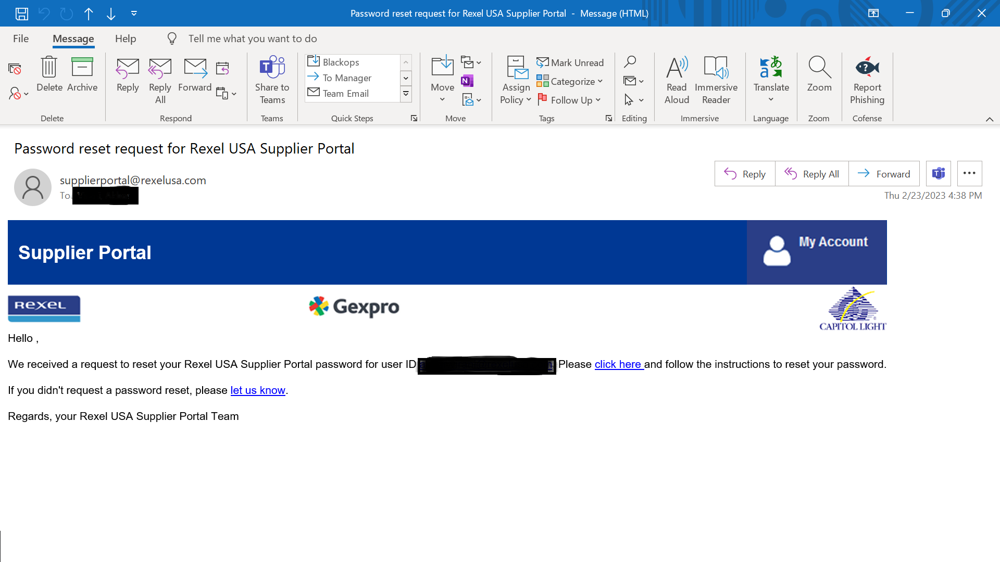 Password reset request for Rexel USA Supplier Portal - Message (HTML)
File Message Help Tell me what you want to do
Delete Archive
Reply Reply All Forward
Share to Teams
Blackops
To Manager
Team Email
Move
Assign Policy
Mark Unread
Categorize
Follow Up
Read Aloud Immersive Reader
Translate
Zoom
Report Phishing
Delete Respond Teams Quick Steps Move Tags Editing Immersive Language Zoom Cofense
Password reset request for Rexel USA Supplier Portal
supplierportal@rexelusa.com
To
Reply Reply All Forward
Thu 2/23/2023 4:38 PM
Supplier Portal
My Account
REXEL
Gexpro
CAPITOL LIGHT
Hello ,
We received a request to reset your Rexel USA Supplier Portal password for user ID Please click here and follow the instructions to reset your password.
If you didn't request a password reset, please let us know.
Regards, your Rexel USA Supplier Portal Team